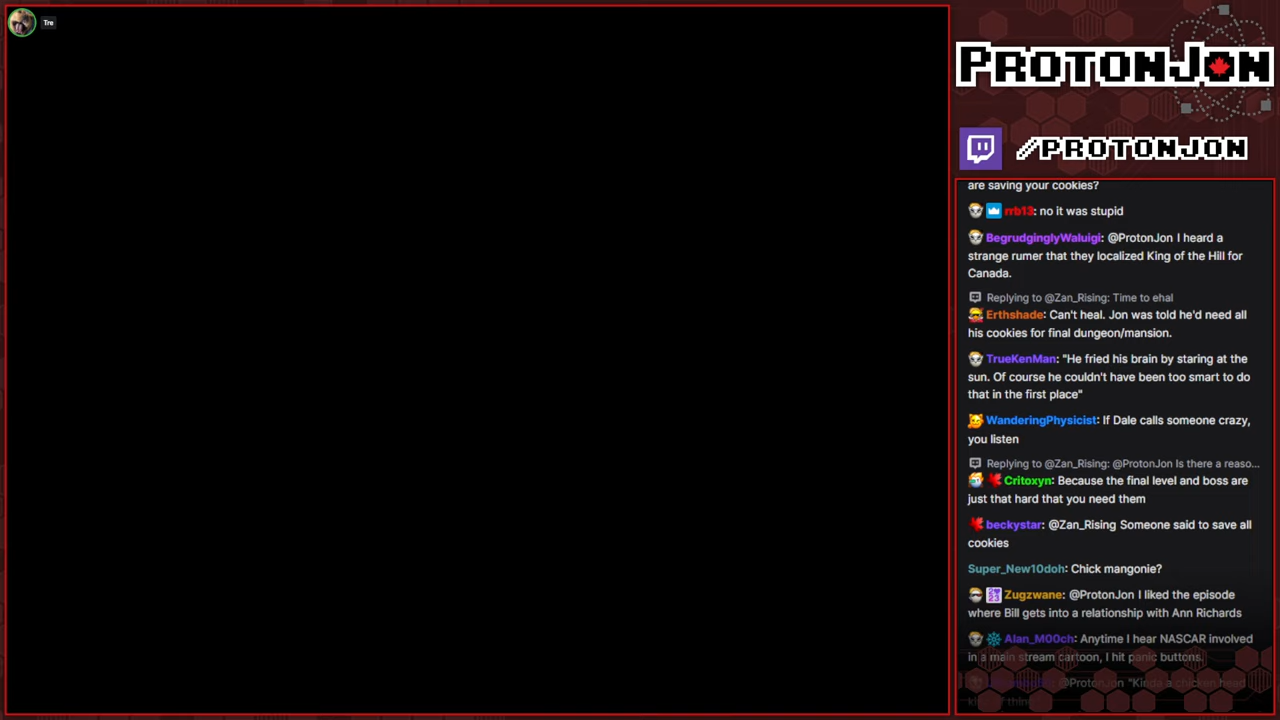 Tre
PROTONJON
/PROTONJON
are saving your cookies?
rrb13: no it was stupid
BegrudginglyWaluigi: @ProtonJon I heard a
strange rumer that they localized King of the Hill for
Canada.
Replying to @Zan_Rising: Time to ehal
Erthshade: Can't heal. Jon was told he'd need all
his cookies for final dungeon/mansion.
TrueKenMan: "He fried his brain by staring at the
sun. Of course he couldn't have been too smart to do
that in the first place"
WanderingPhysicist: If Dale calls someone crazy,
you listen
Replying to @Zan_Rising: @ProtonJon Is there a reaso...
Critoxyn: Because the final level and boss are
just that hard that you need them
beckystar: @Zan_Rising Someone said to save all
cookies
Super_New10doh: Chick mangonie?
Zugzwane: @ProtonJon I liked the episode
where Bill gets into a relationship with Ann Richards
Alan_M00ch: Anytime I hear NASCAR involved
in a main stream cartoon, I hit panic buttons.
@ProtonJon "Kinda a chicken head